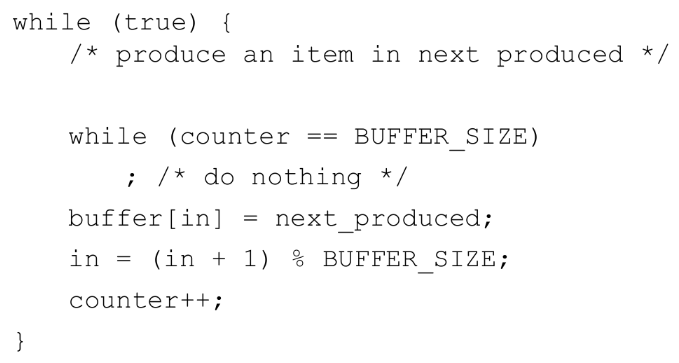 while (true) {
/* produce an item in next produced */
while (counter == BUFFER_SIZE)
; /* do nothing */
buffer[in] = next_produced;
in = (in + 1) % BUFFER_SIZE;
counter++;
}